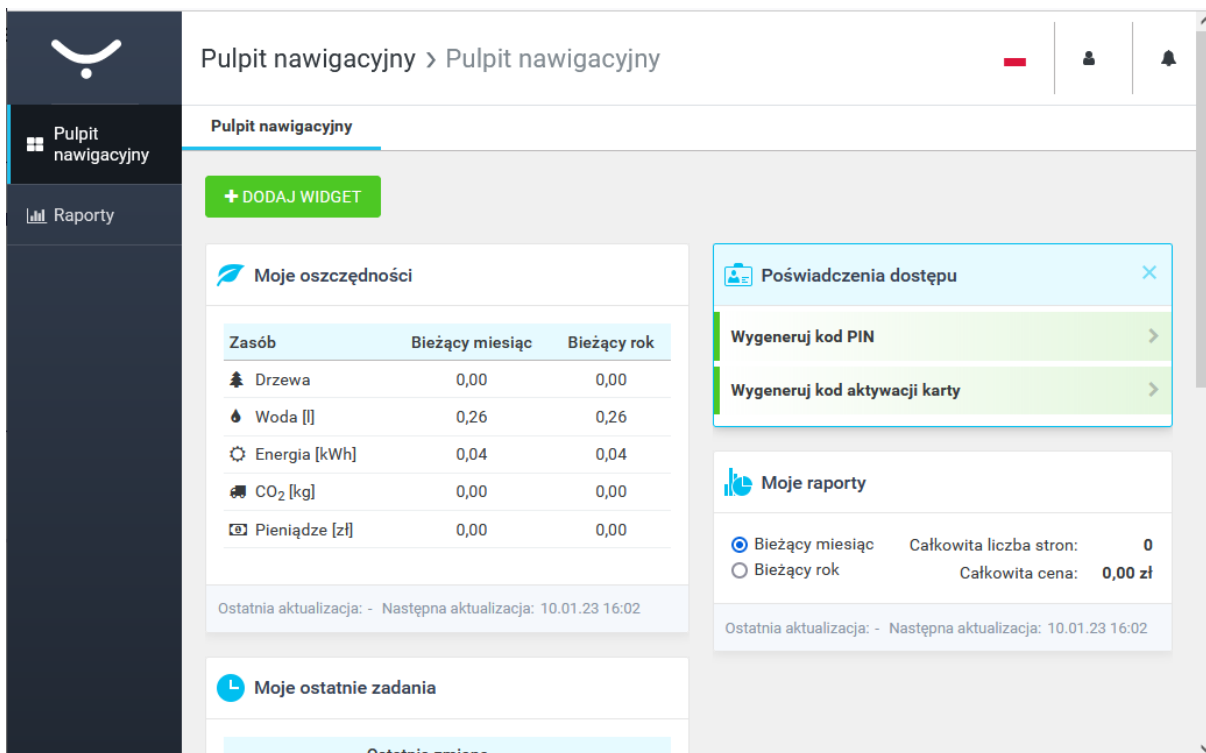 Pulpit nawigacyjny > Pulpit nawigacyjny
Pulpit
nawigacyjny
Raporty
Pulpit nawigacyjny
+ DODAJ WIDGET
Moje oszczędności
Zasób Bieżący miesiąc Bieżący rok
Drzewa 0,00 0,00
Woda [l] 0,26 0,26
Energia [kWh] 0,04 0,04
CO₂ [kg] 0,00 0,00
Pieniądze [zł] 0,00 0,00
Ostatnia aktualizacja: - Następna aktualizacja: 10.01.23 16:02
Poświadczenia dostępu
Wygeneruj kod PIN
Wygeneruj kod aktywacji karty
Moje raporty
Bieżący miesiąc Całkowita liczba stron: 0
Bieżący rok Całkowita cena: 0,00 zł
Ostatnia aktualizacja: - Następna aktualizacja: 10.01.23 16:02
Moje ostatnie zadania